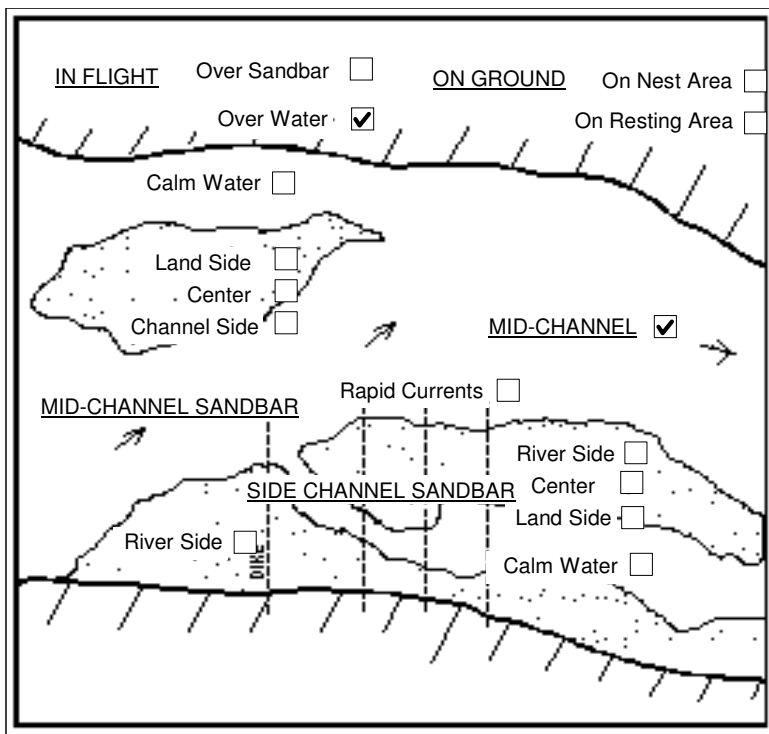 IN FLIGHT Over Sandbar ON GROUND On Nest Area
Over Water On Resting Area
Calm Water
Land Side
Center
Channel Side
MID-CHANNEL
Rapid Currents
MID-CHANNEL SANDBAR
River Side
SIDE CHANNEL SANDBAR Center
Land Side
River Side
DIKE
Calm Water